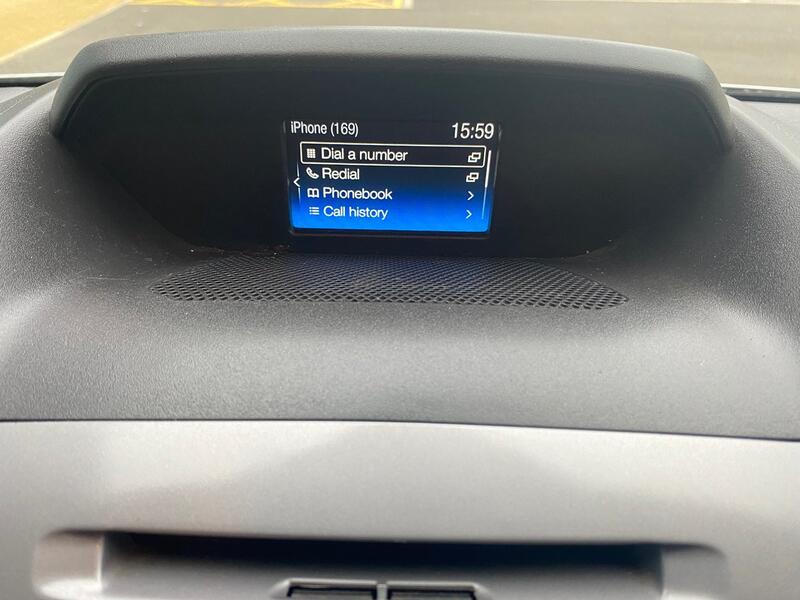 iPhone (169) 15:59
Dial a number
Redial
Phonebook
Call history